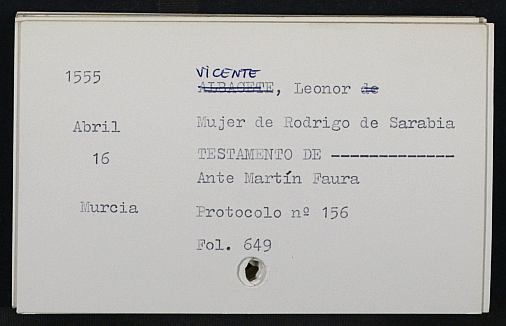 1555
VICENTE
ALBACETE, Leonor de
Abril
Mujer de Rodrigo de Sarabia
16
TESTAMENTO DE -------------
Ante Martín Faura
Murcia
Protocolo nº 156
Fol. 649